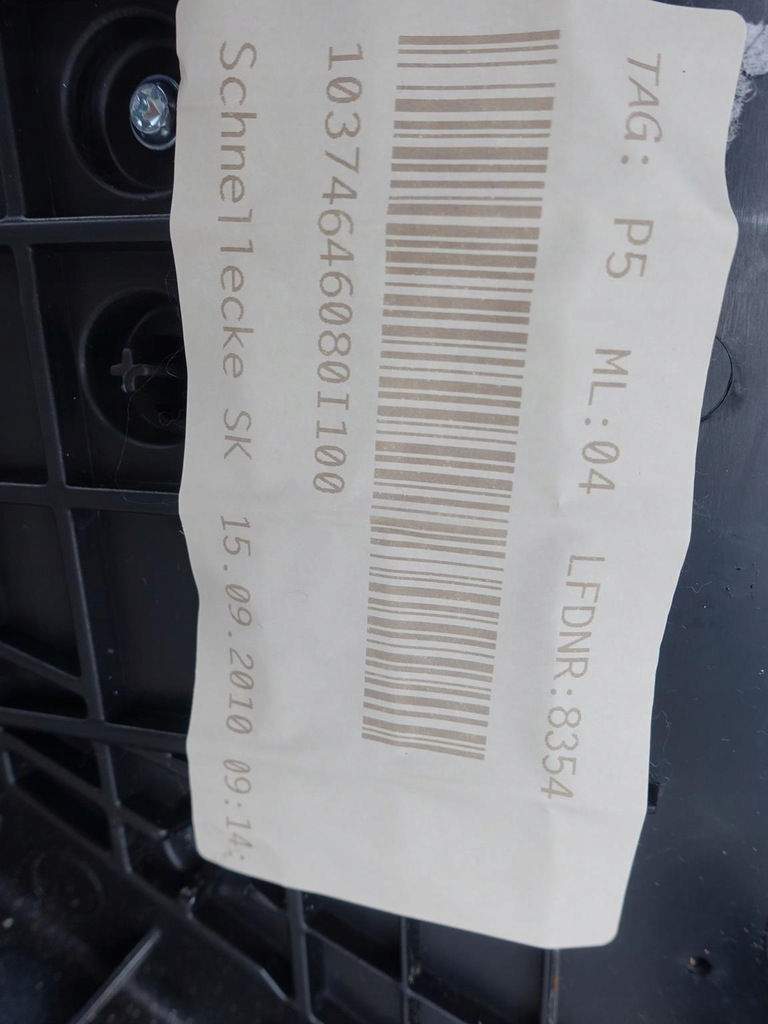 TAG: P5 ML:04 LFDNR:8354
10374646080I100
Schnellecke SK 15.09.2010 09:14: